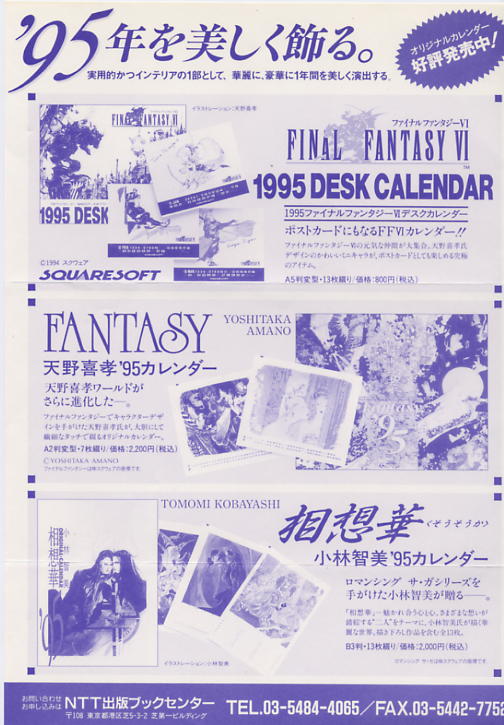 '95年を美しく飾る。
オリジナルカレンダー
好評発売中!
実用的かつインテリアの1部として、華麗に、豪華に1年間を美しく演出する。
イラストレーション:天野喜孝
FINAL FANTASY VI
1995 DESK
©1994 スクウェア
SQUARESOFT
ファイナルファンタジーVI
FINAL FANTASY VI
TM
1995 DESK CALENDAR
1995ファイナルファンタジーVIデスクカレンダー
ポストカードにもなるFFVIカレンダー!!
ファイナルファンタジーVIの元気な仲間が大集合。天野喜孝氏
デザインのかわいいミニキャラが、ポストカードとしても楽しめる究極
のアイテム。
A5判変型・13枚綴り/価格:800円(税込)
FANTASY
YOSHITAKA
AMANO
天野喜孝'95カレンダー
天野喜孝ワールドが
さらに進化した―。
ファイナルファンタジーでキャラクターデザ
インを手がけた天野喜孝氏が、大胆にして
繊細なタッチで綴るオリジナルカレンダー。
A2判変型・7枚綴り/価格:2,200円(税込)
©YOSHITAKA AMANO
ファイナルファンタジーは㈱スクウェアの商標です。
95
TOMOMI KOBAYASHI
相想華
<そうそうか>
小林智美'95カレンダー
ロマンシング サ・ガシリーズを
手がけた小林智美が贈る―。
「相想華」―魅かれ合う心と心。さまざまな想いが
錯綜する"二人"をテーマに、小林智美氏が描く華
麗な世界。描き下ろし作品を含む全13枚。
B3判・13枚綴り/価格:2,000円(税込)
ロマンシング サ・ガは㈱スクウェアの商標です。
小林智美
ORIGINAL CALENDAR
相想華
イラストレーション:小林智美
お問い合わせ
お申し込みは
NTT出版ブックセンター
〒108 東京都港区芝5-3-2 芝第一ビルディング
TEL.03-5484-4065/FAX.03-5442-7753